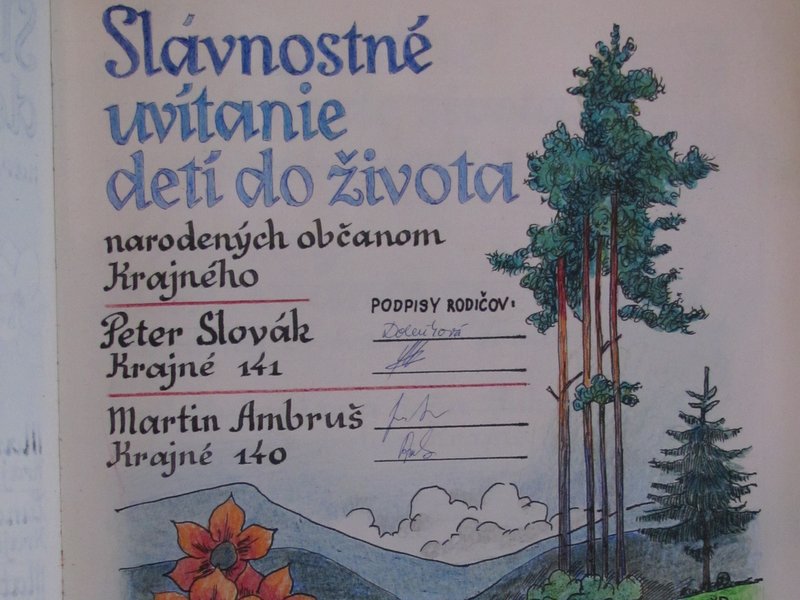 Slávnostné
uvítanie
detí do života
narodených občanom
Krajného
PODPISY RODIČOV:
Peter Slovák
Krajné 141
Martin Ambruš
Krajné 140